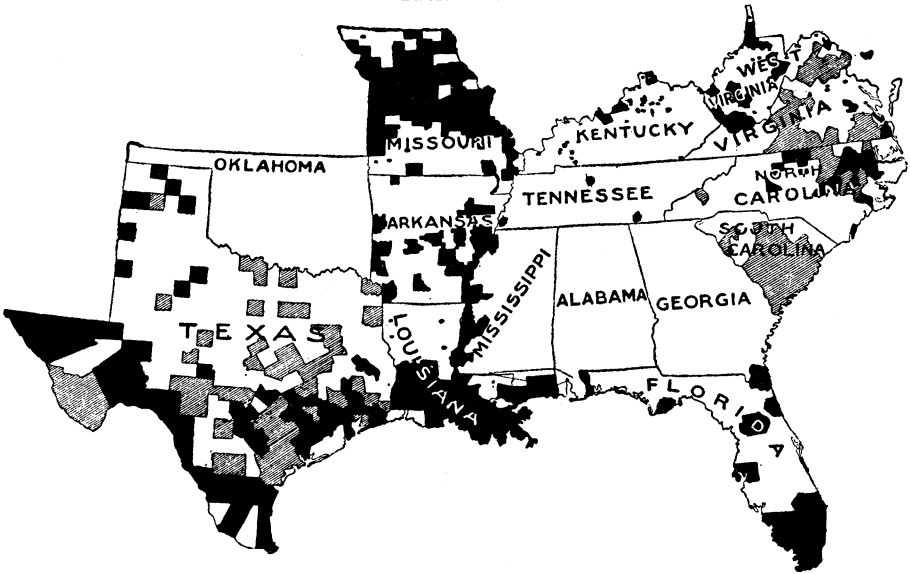 WEST
VIRGINIA
MISSOURI
KENTUCKY
VIRGINIA
OKLAHOMA
NORTH
CAROLINA
TENNESSEE
ARKANSAS
SOUTH
CAROLINA
MISSISSIPPI
ALABAMA
GEORGIA
TEXAS
LOUISIANA
FLORIDA